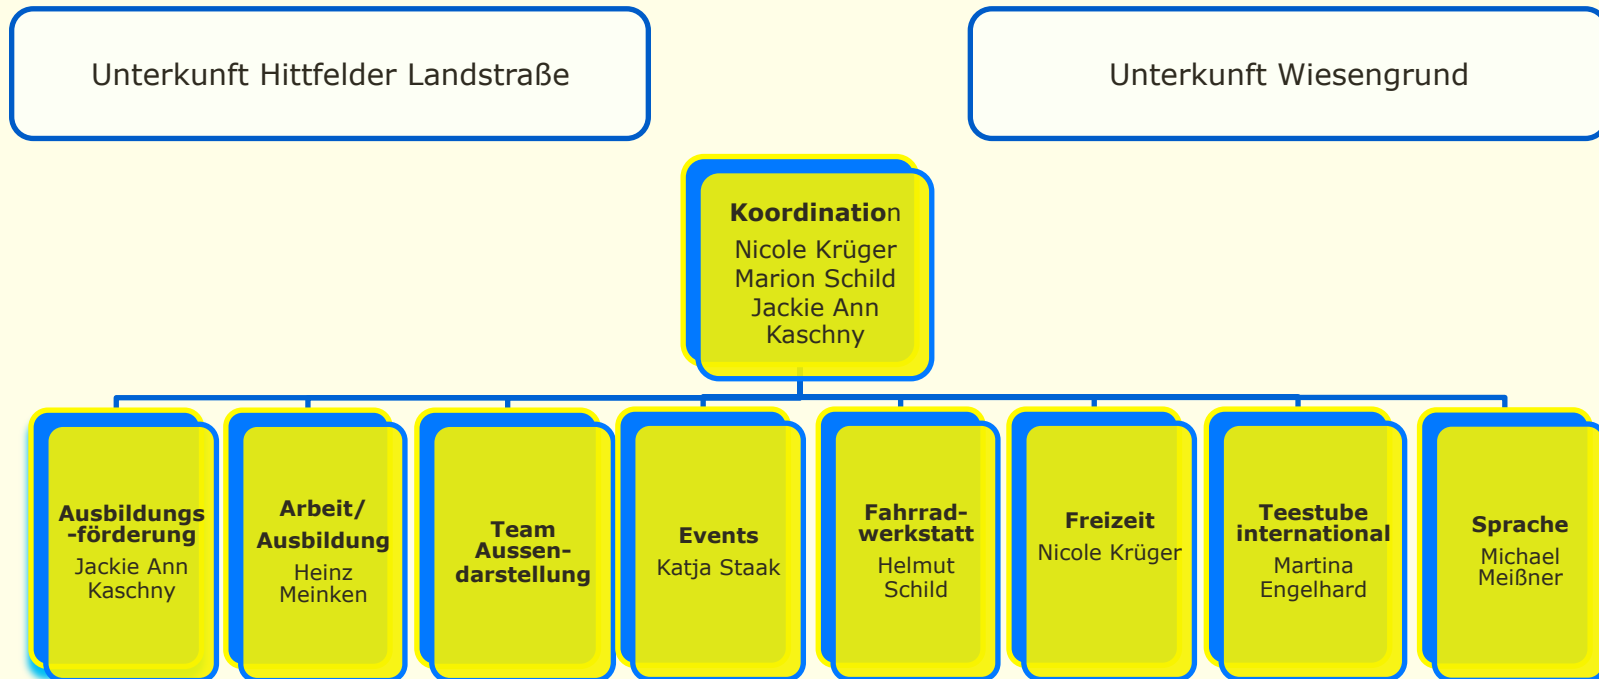 Unterkunft Hittfelder Landstraße
Unterkunft Wiesengrund
Koordination
Nicole Krüger
Marion Schild
Jackie Ann
Kaschny
Ausbildungs
-förderung
Jackie Ann
Kaschny
Arbeit/
Ausbildung
Heinz
Meinken
Team
Aussen-
darstellung
Events
Katja Staak
Fahrrad-
werkstatt
Helmut
Schild
Freizeit
Nicole Krüger
Teestube
international
Martina
Engelhard
Sprache
Michael
Meißner